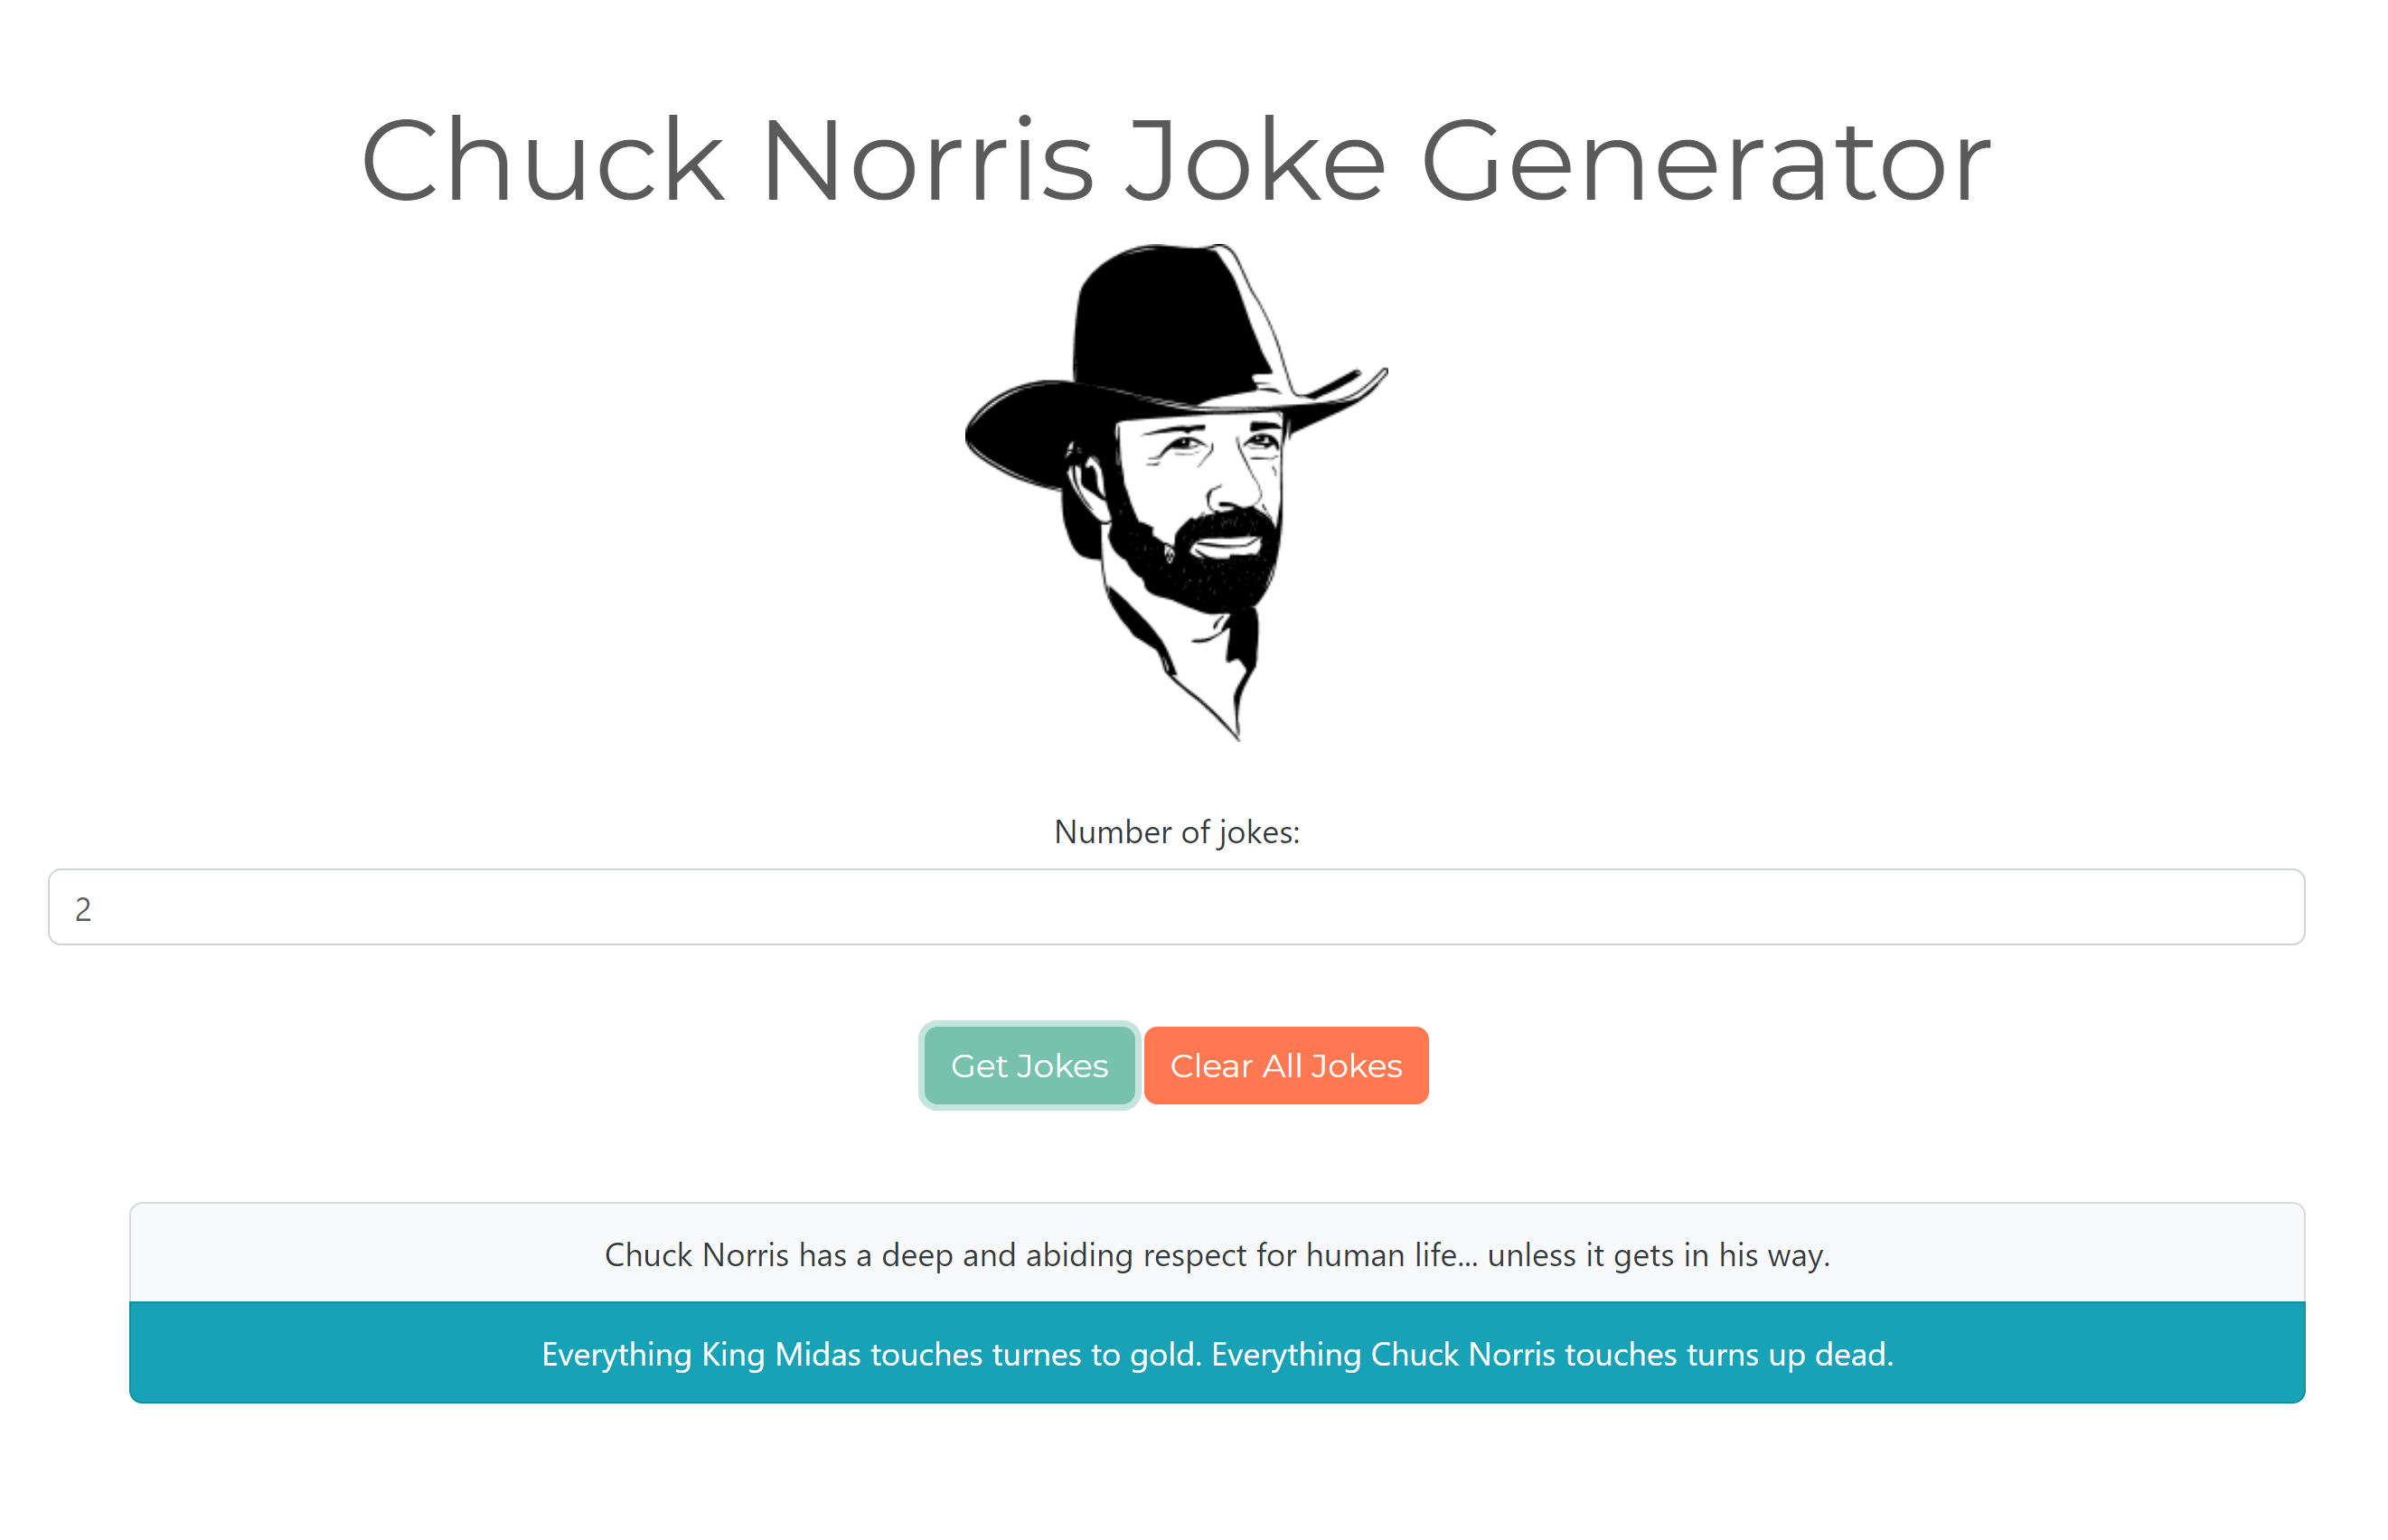 Chuck Norris Joke Generator
Number of jokes:
2
Get Jokes
Clear All Jokes
Chuck Norris has a deep and abiding respect for human life... unless it gets in his way.
Everything King Midas touches turnes to gold. Everything Chuck Norris touches turns up dead.